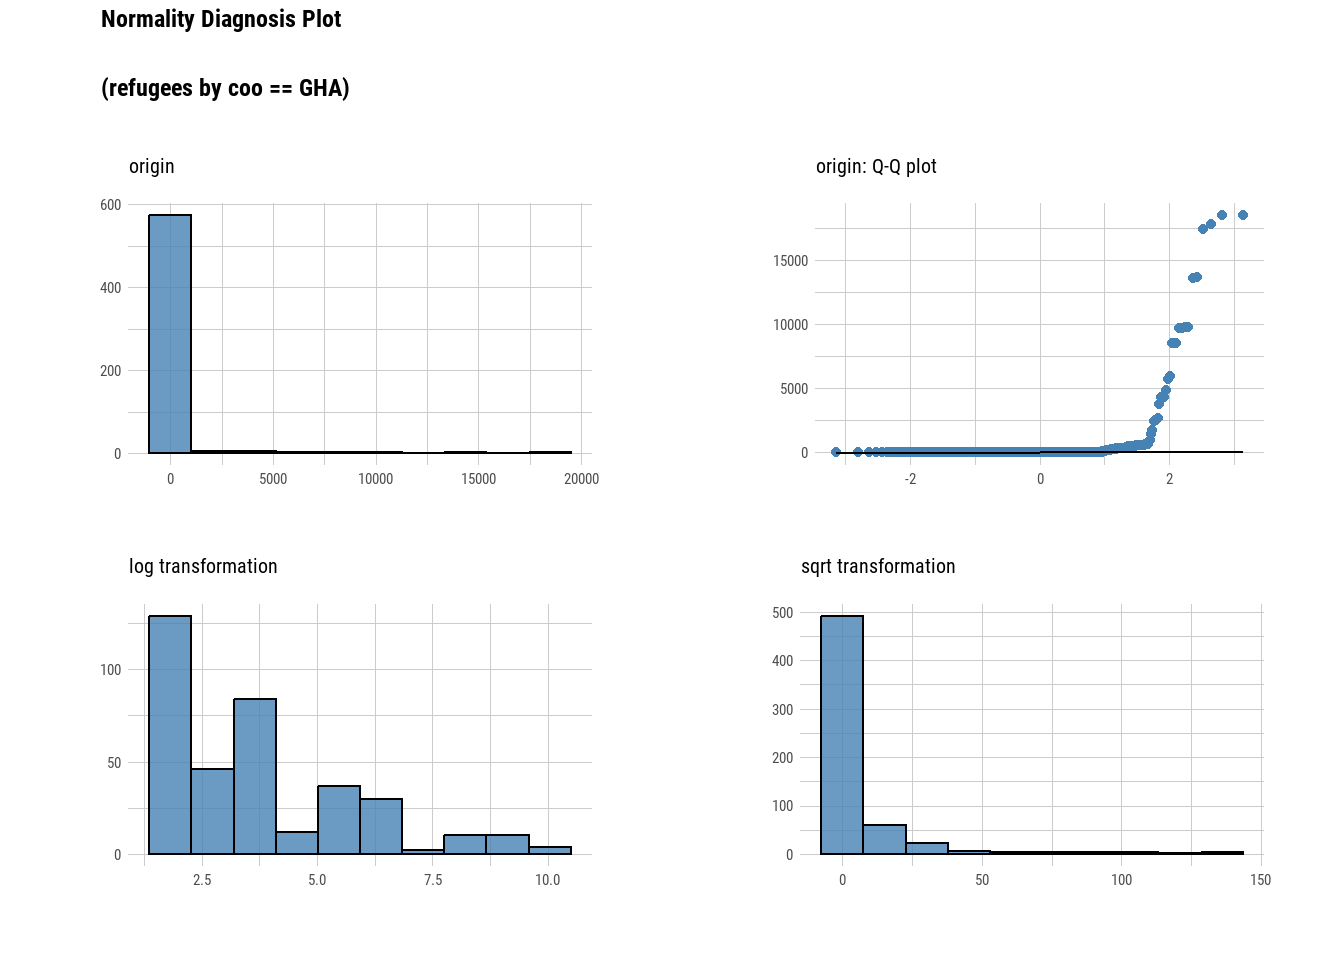 Normality Diagnosis Plot
(refugees by coo == GHA)
origin
600
400
200
0
0 5000 10000 15000 20000
origin: Q-Q plot
15000
10000
5000
0
-2 0 2
log transformation
100
50
0
2.5 5.0 7.5 10.0
sqrt transformation
500
400
300
200
100
0
0 50 100 150